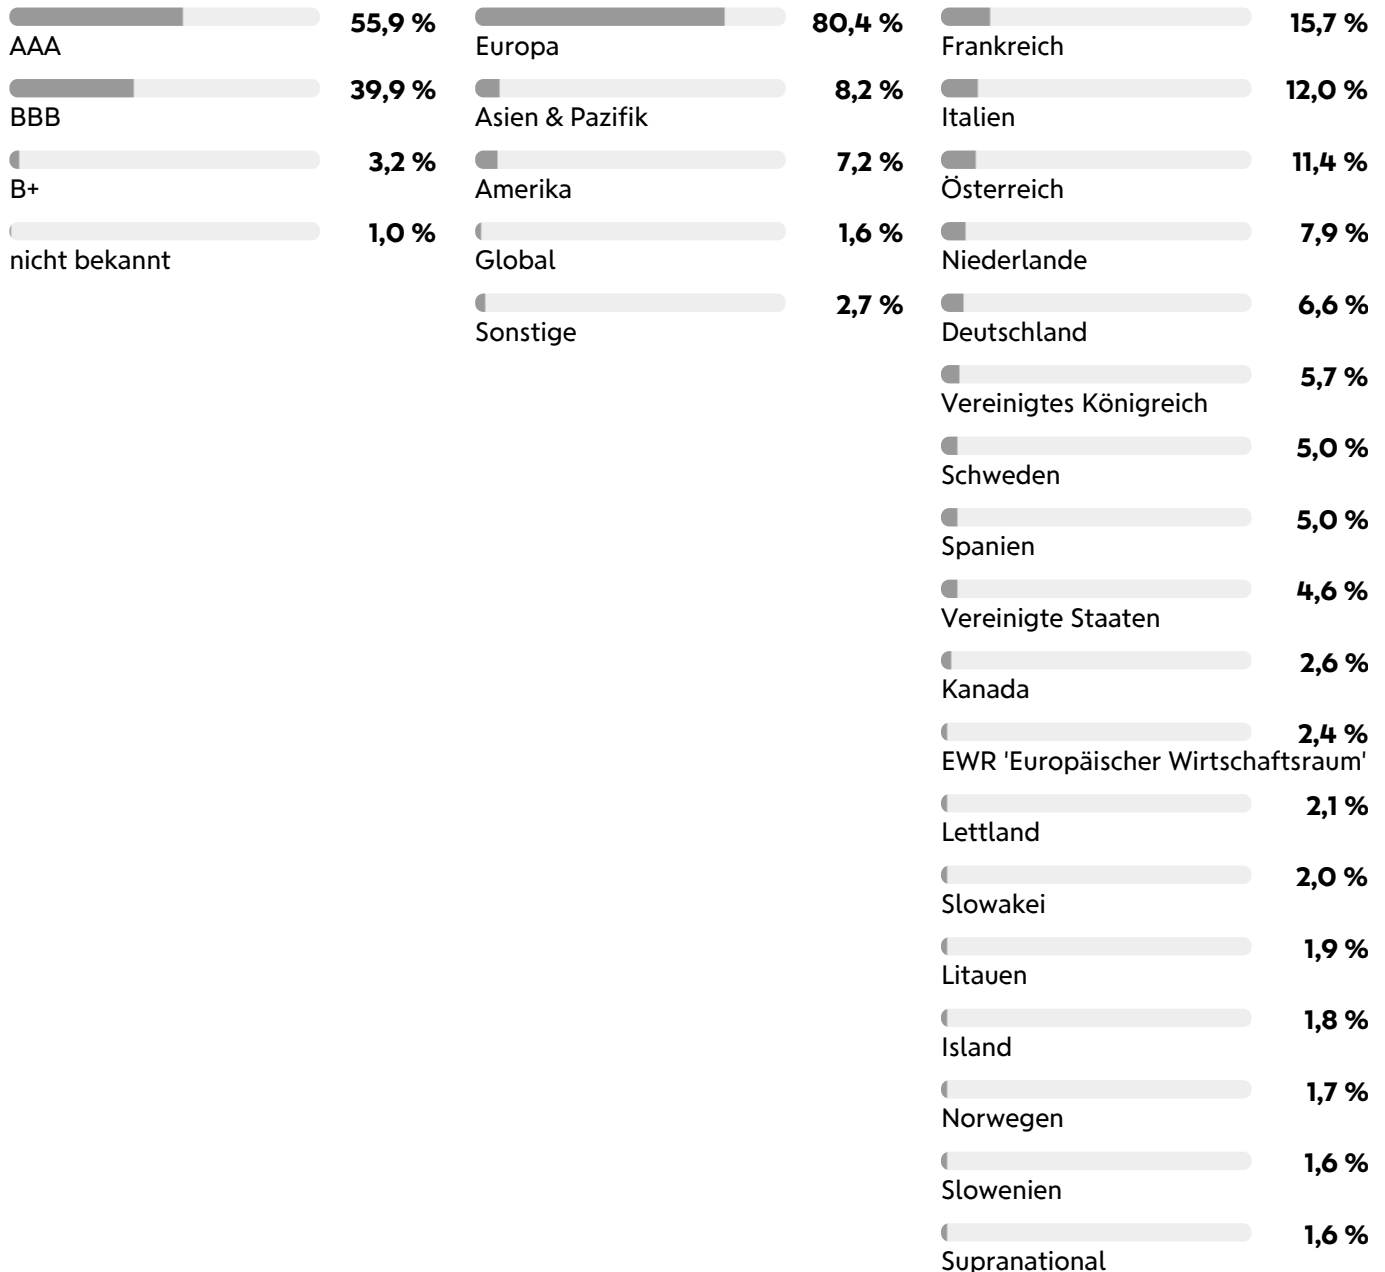 55,9 %
AAA
39,9 %
BBB
3,2 %
B+
1,0 %
nicht bekannt
80,4 %
Europa
8,2 %
Asien & Pazifik
7,2 %
Amerika
1,6 %
Global
2,7 %
Sonstige
15,7 %
Frankreich
12,0 %
Italien
11,4 %
Österreich
7,9 %
Niederlande
6,6 %
Deutschland
5,7 %
Vereinigtes Königreich
5,0 %
Schweden
5,0 %
Spanien
4,6 %
Vereinigte Staaten
2,6 %
Kanada
2,4 %
EWR 'Europäischer Wirtschaftsraum'
2,1 %
Lettland
2,0 %
Slowakei
1,9 %
Litauen
1,8 %
Island
1,7 %
Norwegen
1,6 %
Slowenien
1,6 %
Supranational